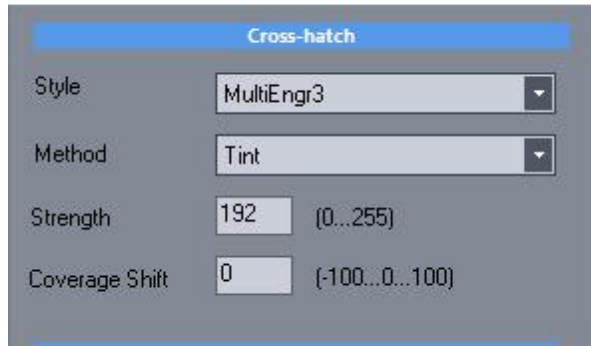 Cross-hatch
Style MultiEngr3
Method Tint
Strength 192 (0...255)
Coverage Shift 0 (-100...0...100)